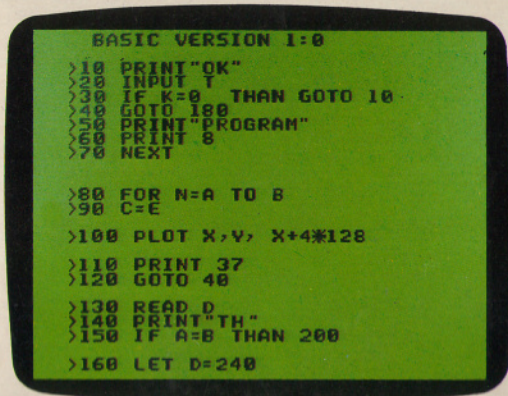 BASIC VERSION 1:0
>10 PRINT"OK"
>20 INPUT T
>30 IF K=0 THAN GOTO 10
>40 GOTO 180
>50 PRINT"PROGRAM"
>60 PRINT 8
>70 NEXT
>80 FOR N=A TO B
>90 C=E
>100 PLOT X,Y, X+4*128
>110 PRINT 37
>120 GOTO 40
>130 READ D
>140 PRINT"TH"
>150 IF A=B THAN 200
>160 LET D=240